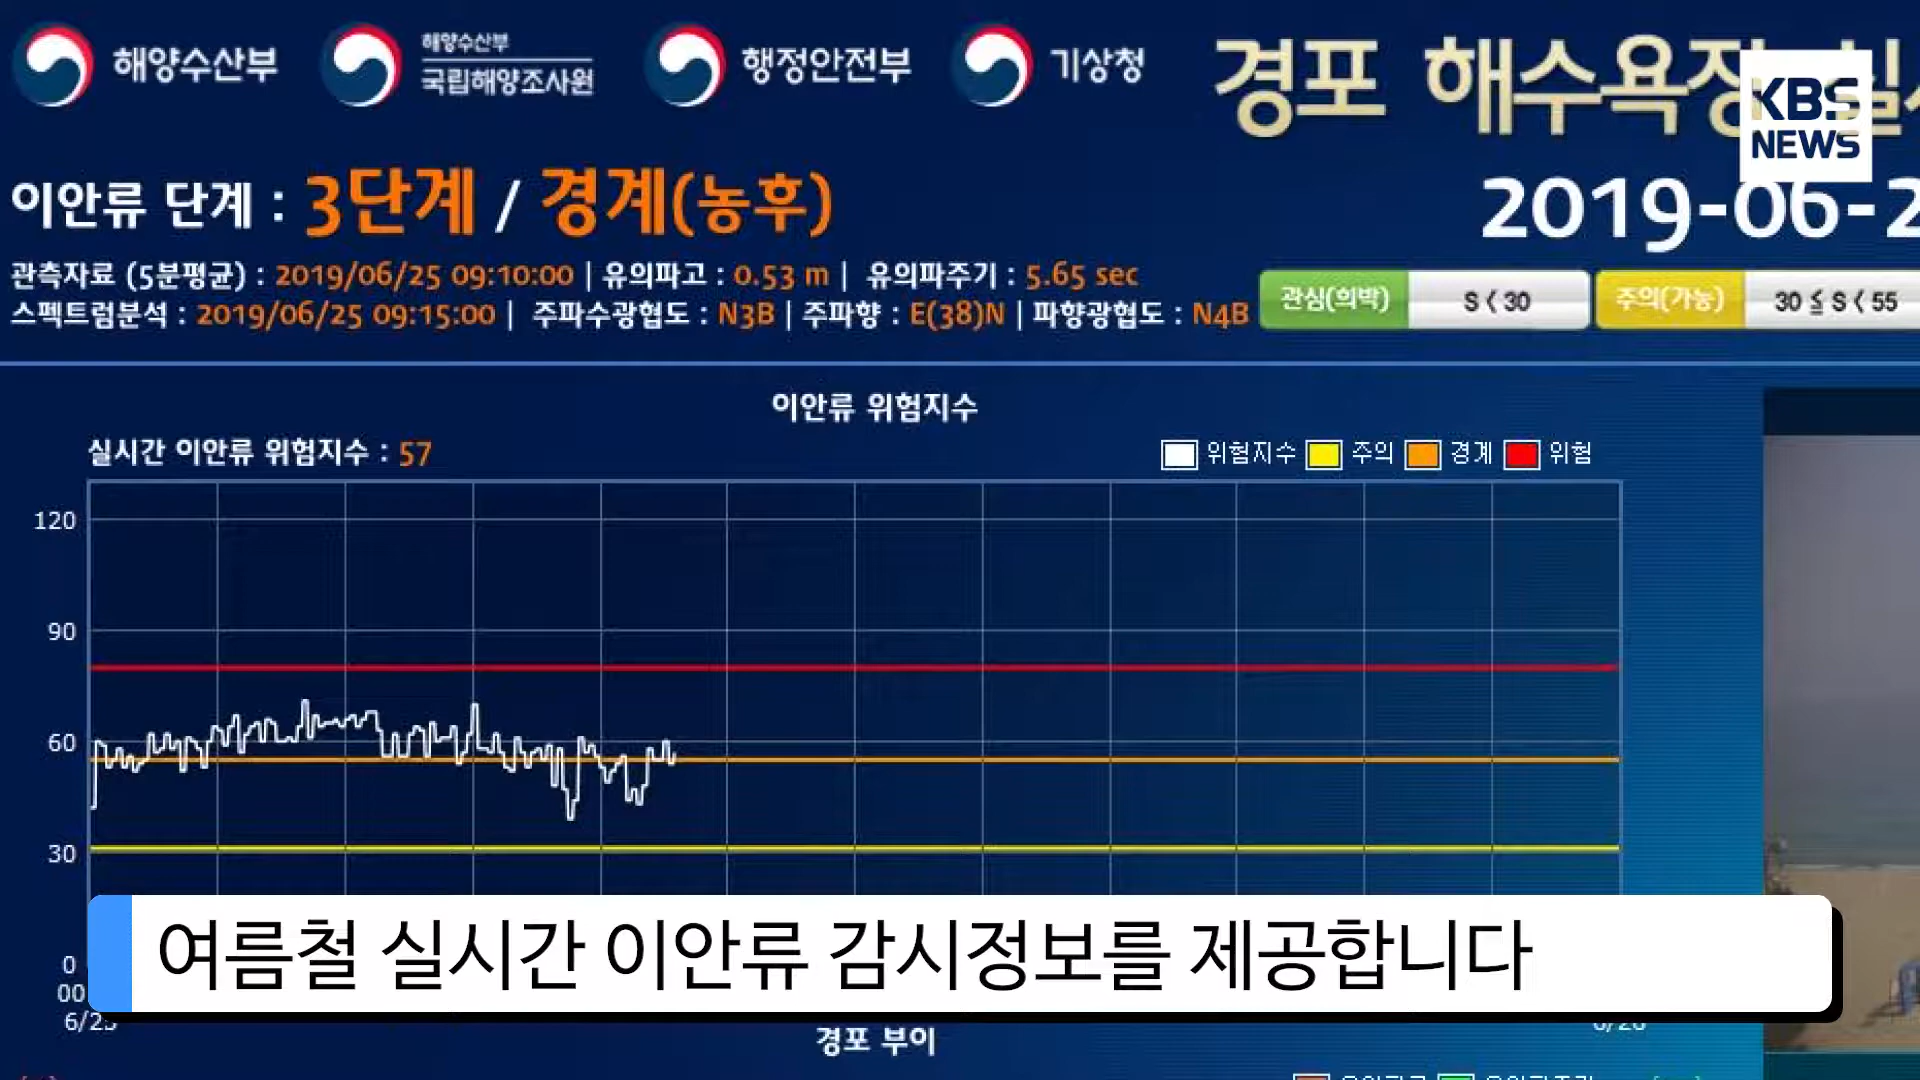 해양수산부
해양수산부
국립해양조사원
행정안전부
기상청
경포 해수욕장 실시
KBS
NEWS
이안류 단계 : 3단계 / 경계(농후)
2019-06-2
관측자료 (5분평균) : 2019/06/25 09:10:00 | 유의파고 : 0.53 m | 유의파주기 : 5.65 sec
스펙트럼분석 : 2019/06/25 09:15:00 | 주파수광협도 : N3B | 주파향 : E(38)N | 파향광협도 : N4B
관심(희박) S < 30 주의(가능) 30 ≦ S < 55
이안류 위험지수
실시간 이안류 위험지수 : 57
위험지수 주의 경계 위험
120
90
60
30
0
00
6/25
6/26
여름철 실시간 이안류 감시정보를 제공합니다
경포 부이